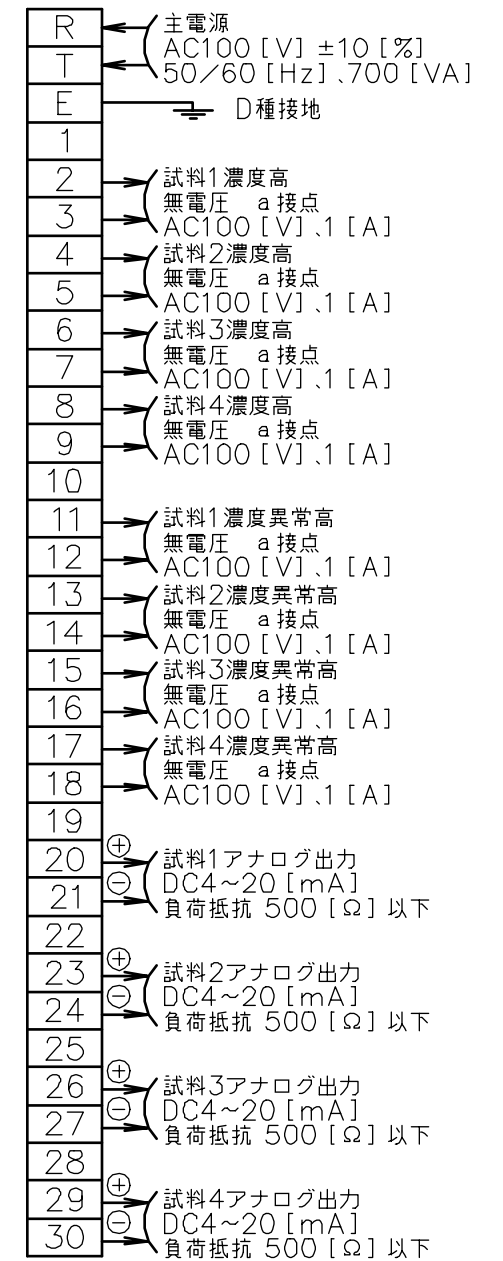 R
T
E
1
2
3
4
5
6
7
8
9
10
11
12
13
14
15
16
17
18
19
20
21
22
23
24
25
26
27
28
29
30
主電源
AC100[V]±10[%]
50/60[Hz]、700[VA]
D種接地
試料1濃度高
無電圧 a接点
AC100[V]、1[A]
試料2濃度高
無電圧 a接点
AC100[V]、1[A]
試料3濃度高
無電圧 a接点
AC100[V]、1[A]
試料4濃度高
無電圧 a接点
AC100[V]、1[A]
試料1濃度異常高
無電圧 a接点
AC100[V]、1[A]
試料2濃度異常高
無電圧 a接点
AC100[V]、1[A]
試料3濃度異常高
無電圧 a接点
AC100[V]、1[A]
試料4濃度異常高
無電圧 a接点
AC100[V]、1[A]
⊕
⊖
試料1アナログ出力
DC4~20[mA]
負荷抵抗 500[Ω]以下
⊕
⊖
試料2アナログ出力
DC4~20[mA]
負荷抵抗 500[Ω]以下
⊕
⊖
試料3アナログ出力
DC4~20[mA]
負荷抵抗 500[Ω]以下
⊕
⊖
試料4アナログ出力
DC4~20[mA]
負荷抵抗 500[Ω]以下